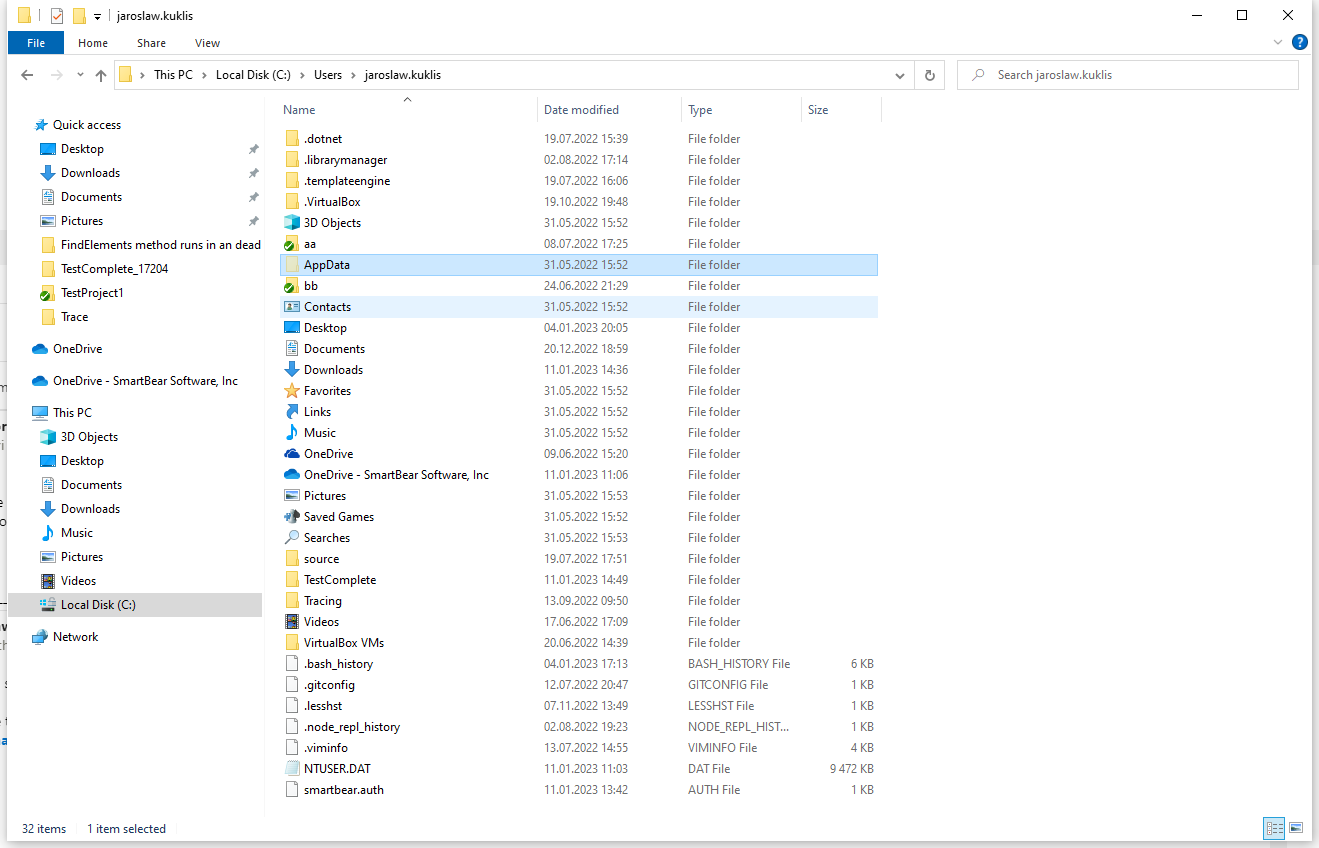 jaroslaw.kuklis
File Home Share View
This PC Local Disk (C:) Users jaroslaw.kuklis Search jaroslaw.kuklis
Quick access
Desktop
Downloads
Documents
Pictures
FindElements method runs in an dead
TestComplete_17204
TestProject1
Trace
OneDrive
OneDrive - SmartBear Software, Inc
This PC
3D Objects
Desktop
Documents
Downloads
Music
Pictures
Videos
Local Disk (C:)
Network
Name Date modified Type Size
.dotnet 19.07.2022 15:39 File folder
.librarymanager 02.08.2022 17:14 File folder
.templateengine 19.07.2022 16:06 File folder
.VirtualBox 19.10.2022 19:48 File folder
3D Objects 31.05.2022 15:52 File folder
aa 08.07.2022 17:25 File folder
AppData 31.05.2022 15:52 File folder
bb 24.06.2022 21:29 File folder
Contacts 31.05.2022 15:52 File folder
Desktop 04.01.2023 20:05 File folder
Documents 20.12.2022 18:59 File folder
Downloads 11.01.2023 14:36 File folder
Favorites 31.05.2022 15:52 File folder
Links 31.05.2022 15:52 File folder
Music 31.05.2022 15:52 File folder
OneDrive 09.06.2022 15:20 File folder
OneDrive - SmartBear Software, Inc 11.01.2023 11:06 File folder
Pictures 31.05.2022 15:53 File folder
Saved Games 31.05.2022 15:52 File folder
Searches 31.05.2022 15:53 File folder
source 19.07.2022 17:51 File folder
TestComplete 11.01.2023 14:49 File folder
Tracing 13.09.2022 09:50 File folder
Videos 17.06.2022 17:09 File folder
VirtualBox VMs 20.06.2022 14:39 File folder
.bash_history 04.01.2023 17:13 BASH_HISTORY File 6 KB
.gitconfig 12.07.2022 20:47 GITCONFIG File 1 KB
.lesshst 07.11.2022 13:49 LESSHST File 1 KB
.node_repl_history 02.08.2022 19:23 NODE_REPL_HIST... 1 KB
.viminfo 13.07.2022 14:55 VIMINFO File 4 KB
NTUSER.DAT 11.01.2023 11:03 DAT File 9 472 KB
smartbear.auth 11.01.2023 13:42 AUTH File 1 KB
32 items 1 item selected